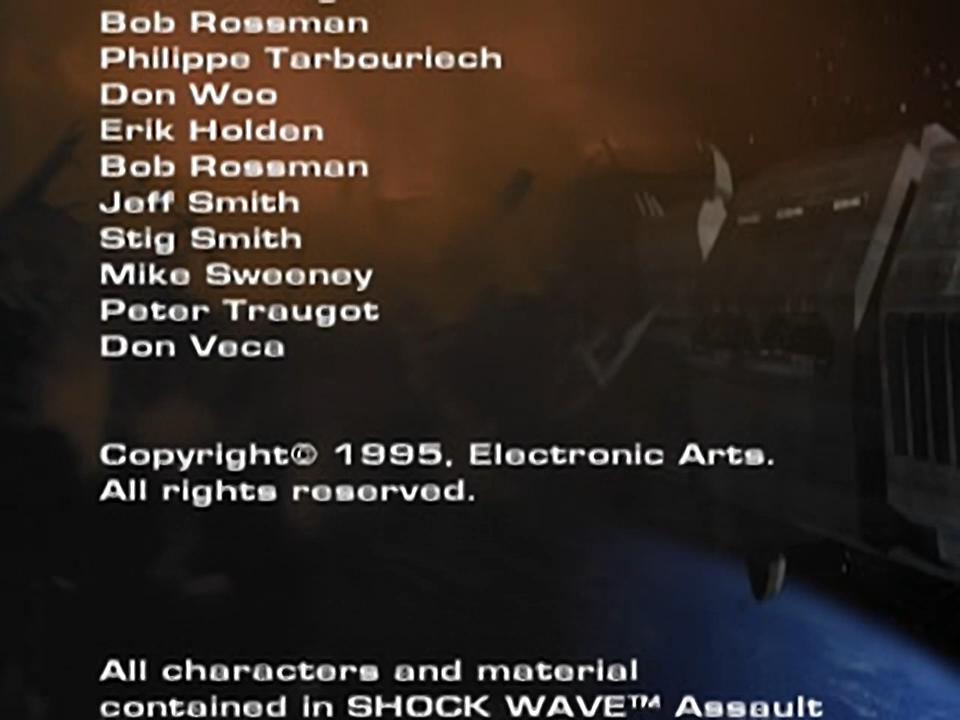 Bob Rossman
Philippe Tarbouriech
Don Woo
Erik Holden
Bob Rossman
Jeff Smith
Stig Smith
Mike Sweeney
Peter Traugot
Don Veca
Copyright© 1995, Electronic Arts.
All rights reserved.
All characters and material
contained in SHOCK WAVE™ Assault